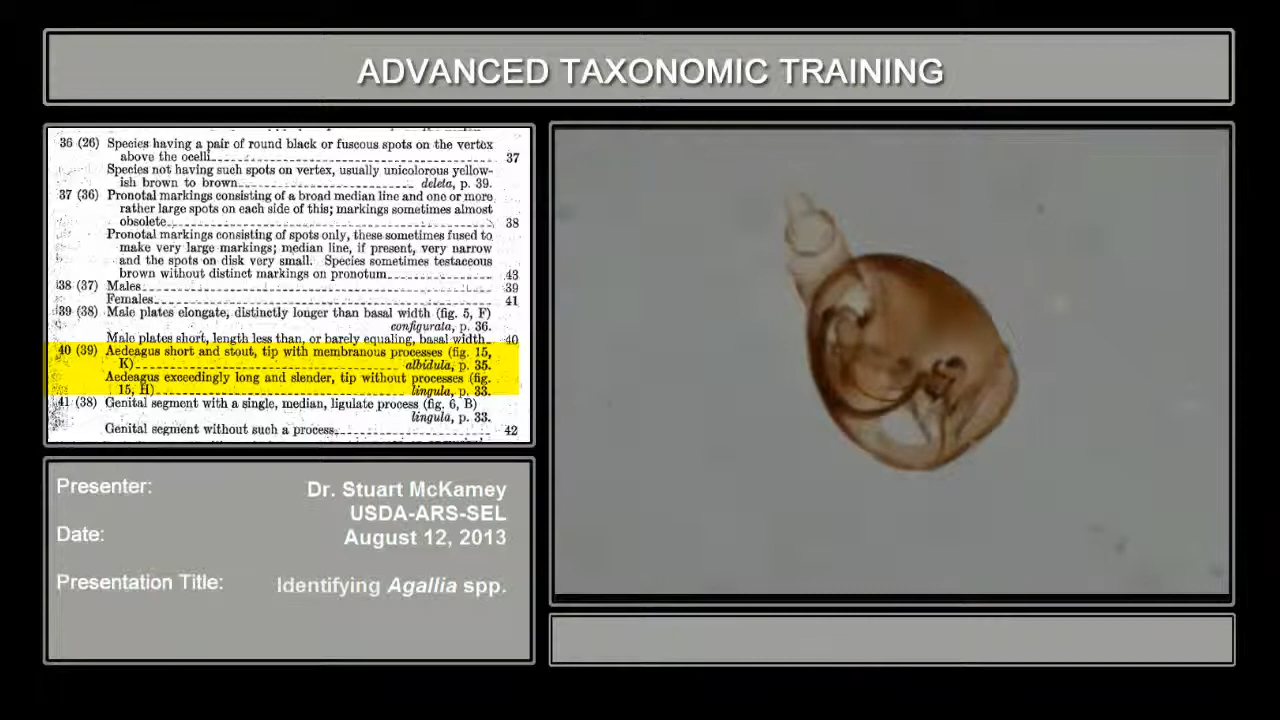 ADVANCED TAXONOMIC TRAINING
36 (26) Species having a pair of round black or fuscous spots on the vertex
above the ocelli 37
Species not having such spots on vertex, usually unicolorous yellow-
ish brown to brown deleta, p. 39.
37 (36) Pronotal markings consisting of a broad median line and one or more
rather large spots on each side of this; markings sometimes almost
obsolete 38
Pronotal markings consisting of spots only, these sometimes fused to
make very large markings; median line, if present, very narrow
and the spots on disk very small. Species sometimes testaceous
brown without distinct markings on pronotum 43
38 (37) Males 39
Females 41
39 (38) Male plates elongate, distinctly longer than basal width (fig. 5, F)
configurata, p. 36.
Male plates short, length less than, or barely equaling, basal width 40
40 (39) Aedeagus short and stout, tip with membranous processes (fig. 15,
K) albidula, p. 35.
Aedeagus exceedingly long and slender, tip without processes (fig.
15, H) lingula, p. 33.
41 (38) Genital segment with a single, median, ligulate process (fig. 6, B)
lingula, p. 33.
Genital segment without such a process 42
Presenter: Dr. Stuart McKamey
USDA-ARS-SEL
Date: August 12, 2013
Presentation Title: Identifying Agallia spp.